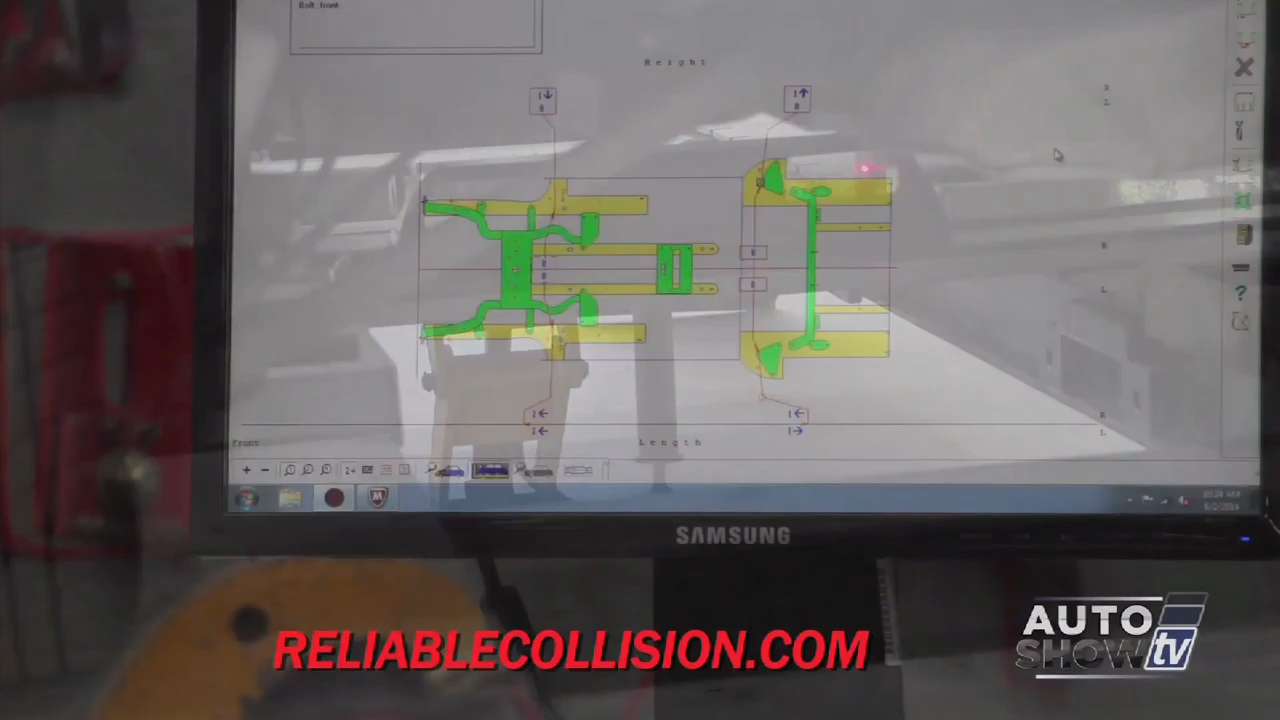 Bolt front
Height
R
L
R
L
Front
Length
R
L
SAMSUNG
RELIABLECOLLISION.COM
AUTO
SHOW tv